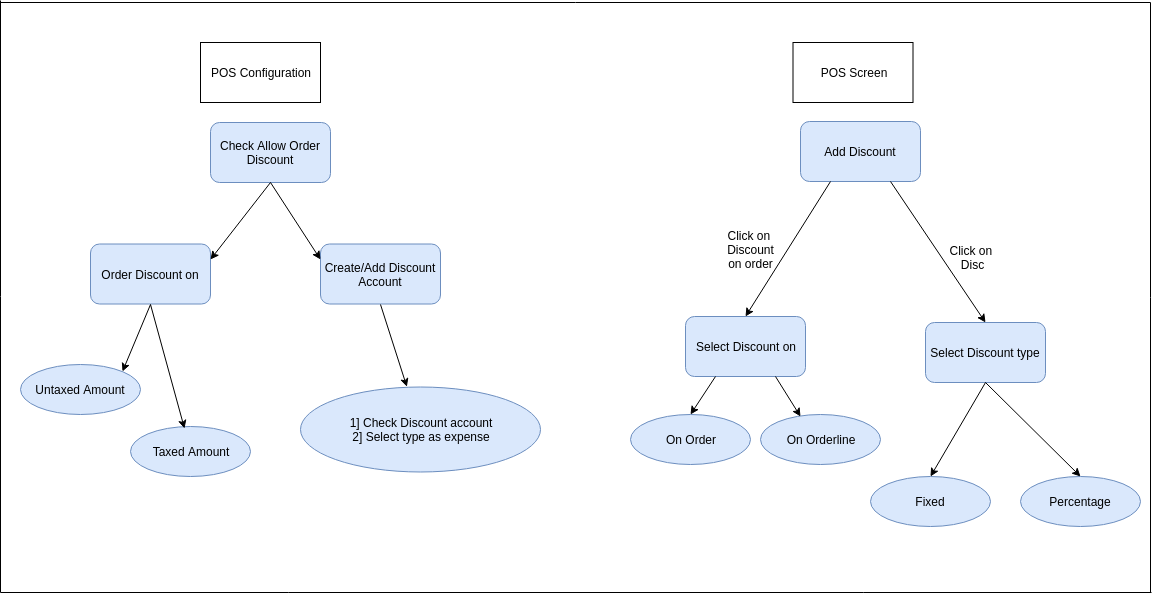 POS Configuration
Check Allow Order
Discount
Order Discount on
Create/Add Discount
Account
Untaxed Amount
Taxed Amount
1] Check Discount account
2] Select type as expense
POS Screen
Add Discount
Click on
Discount
on order
Click on
Disc
Select Discount on
Select Discount type
On Order
On Orderline
Fixed
Percentage